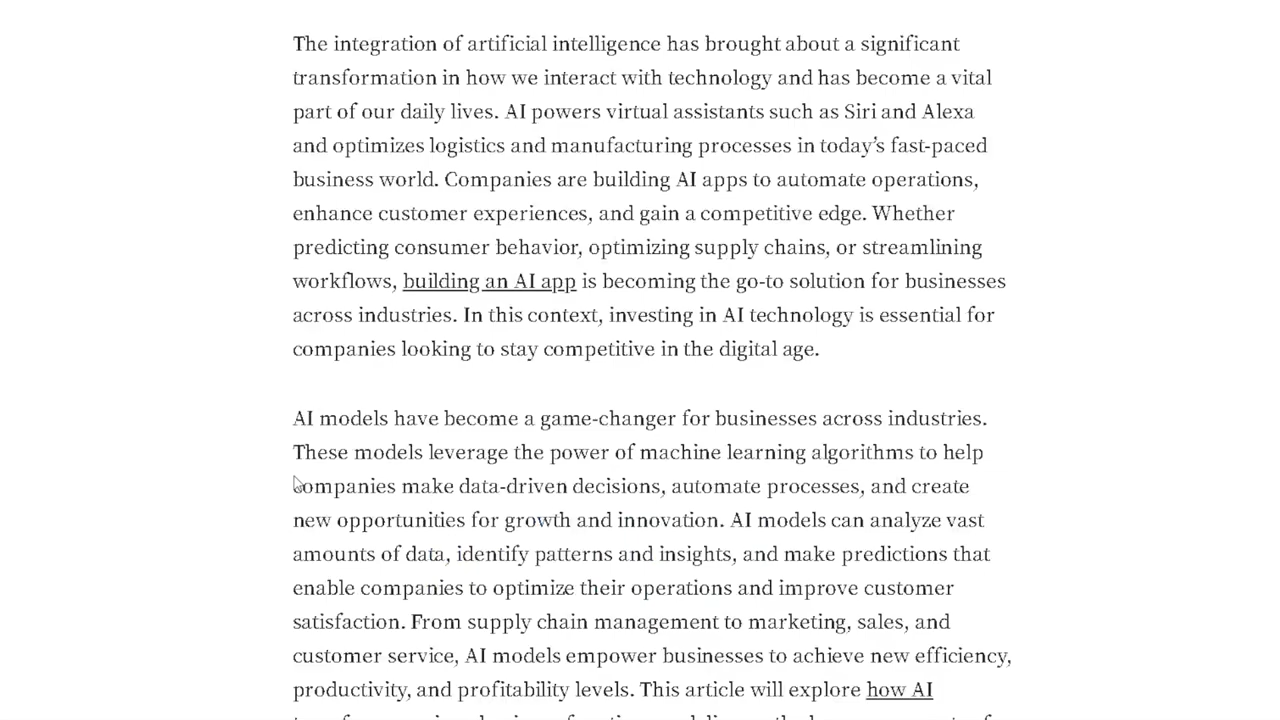 The integration of artificial intelligence has brought about a significant
transformation in how we interact with technology and has become a vital
part of our daily lives. AI powers virtual assistants such as Siri and Alexa
and optimizes logistics and manufacturing processes in today’s fast-paced
business world. Companies are building AI apps to automate operations,
enhance customer experiences, and gain a competitive edge. Whether
predicting consumer behavior, optimizing supply chains, or streamlining
workflows, building an AI app is becoming the go-to solution for businesses
across industries. In this context, investing in AI technology is essential for
companies looking to stay competitive in the digital age.
AI models have become a game-changer for businesses across industries.
These models leverage the power of machine learning algorithms to help
companies make data-driven decisions, automate processes, and create
new opportunities for growth and innovation. AI models can analyze vast
amounts of data, identify patterns and insights, and make predictions that
enable companies to optimize their operations and improve customer
satisfaction. From supply chain management to marketing, sales, and
customer service, AI models empower businesses to achieve new efficiency,
productivity, and profitability levels. This article will explore how AI